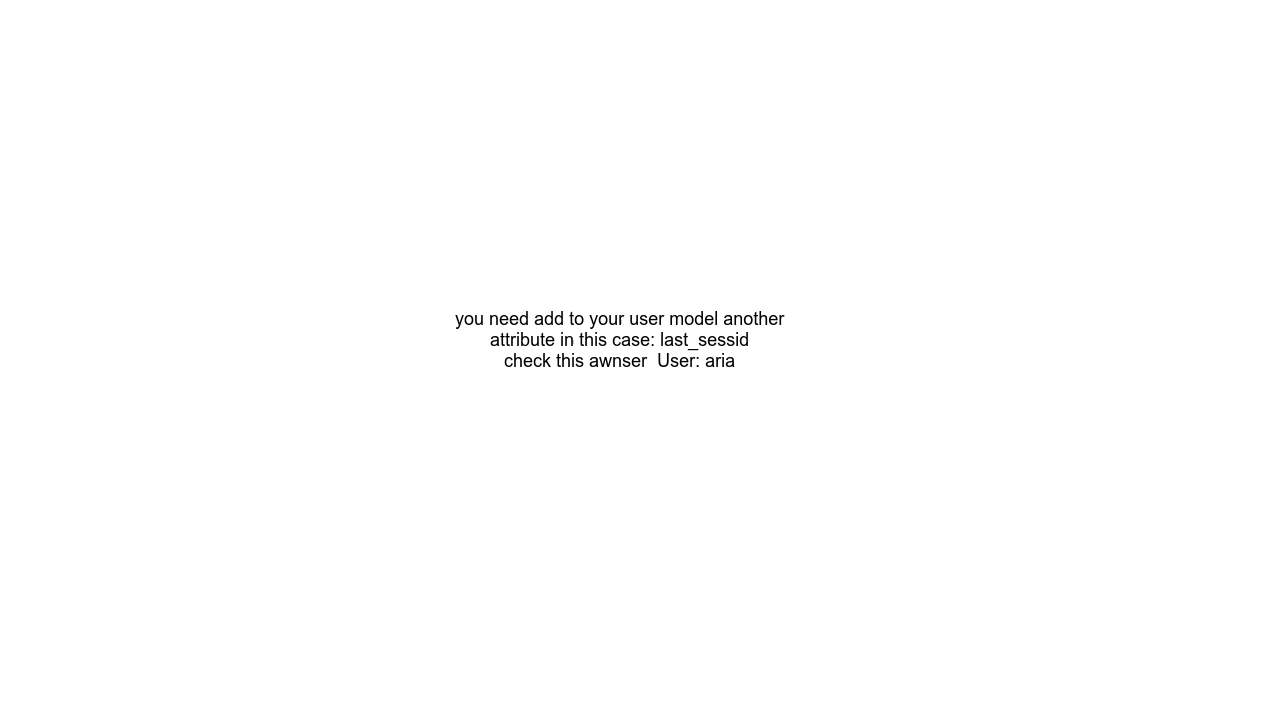 you need add to your user model another
attribute in this case: last_sessid
check this awnser  User: aria